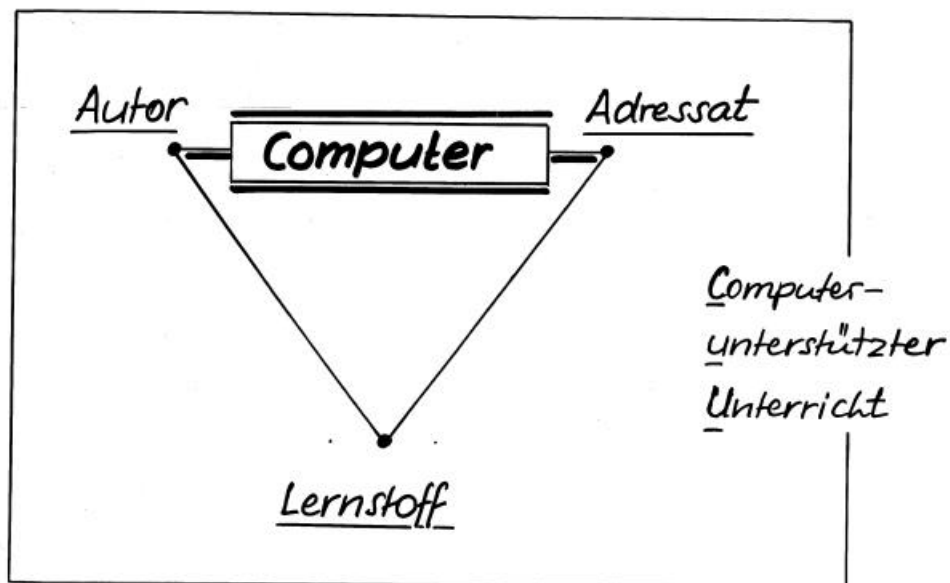 Autor
Computer
Adressat
Computer-
unterstützter
Unterricht
Lernstoff